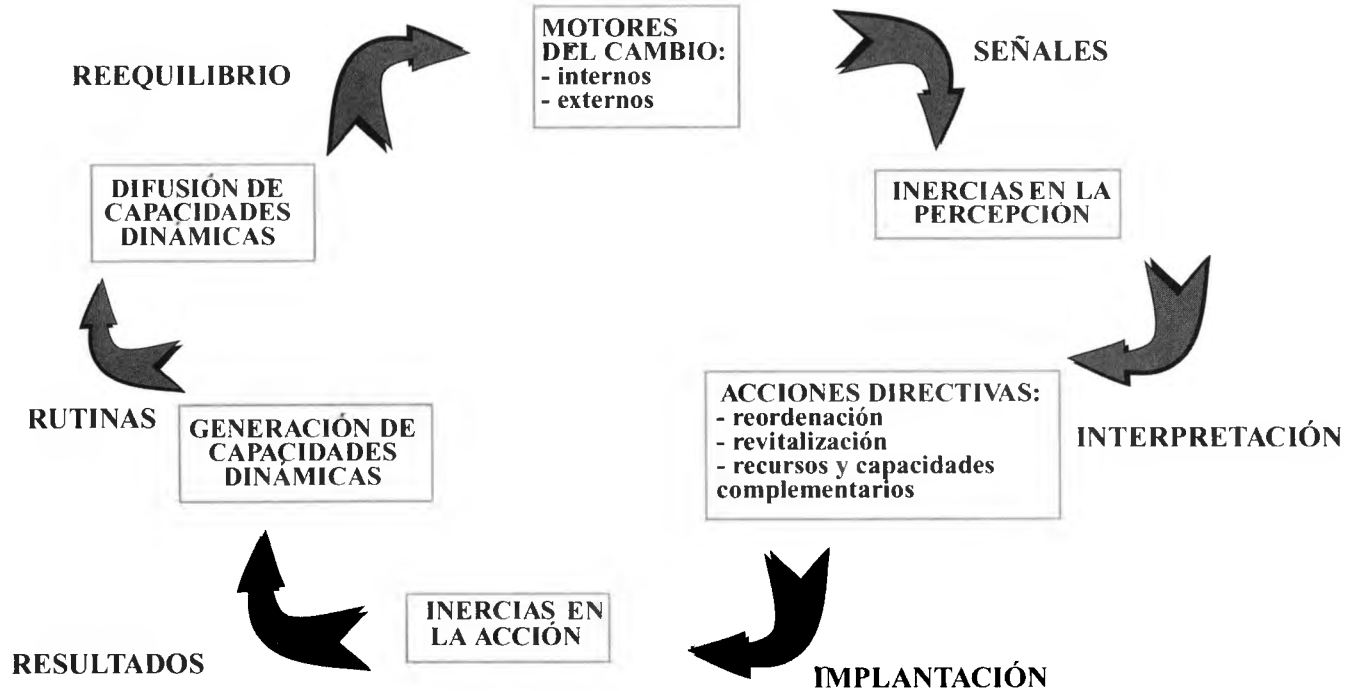 MOTORES
DEL CAMBIO:
- internos
- externos
SEÑALES
INERCIAS EN LA
PERCEPCIÓN
INTERPRETACIÓN
ACCIONES DIRECTIVAS:
- reordenación
- revitalización
- recursos y capacidades
complementarios
IMPLANTACIÓN
INERCIAS EN
LA ACCIÓN
RESULTADOS
GENERACIÓN DE
CAPACIDADES
DINÁMICAS
RUTINAS
DIFUSIÓN DE
CAPACIDADES
DINÁMICAS
REEQUILIBRIO